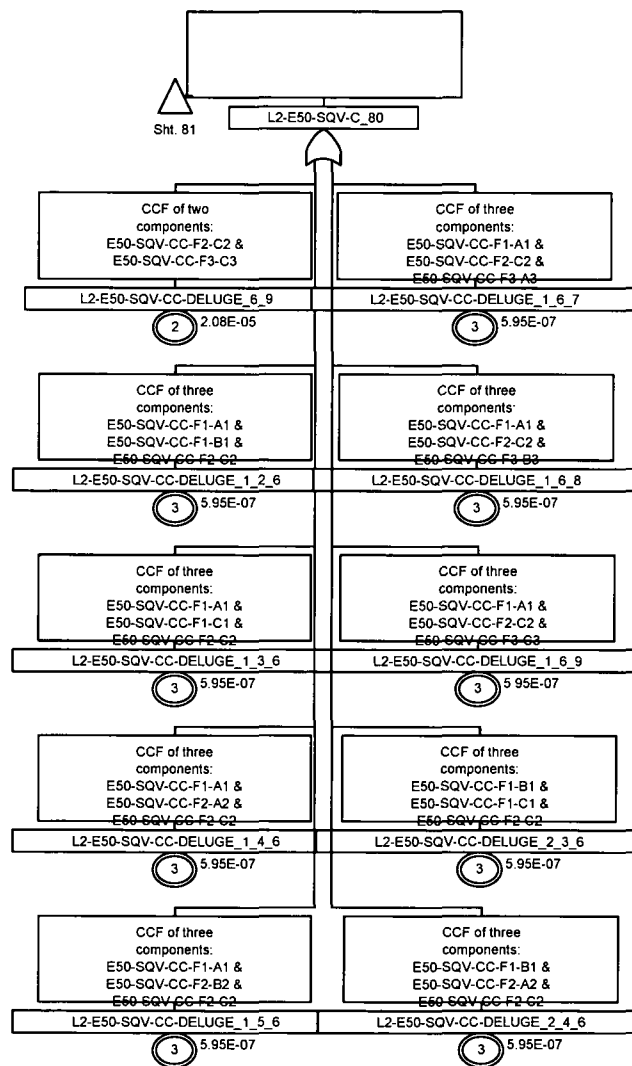 Sht. 81
L2-E50-SQV-C_80
CCF of two
components:
E50-SQV-CC-F2-C2 &
E50-SQV-CC-F3-C3
L2-E50-SQV-CC-DELUGE_6_9
2
2.08E-05
CCF of three
components:
E50-SQV-CC-F1-A1 &
E50-SQV-CC-F2-C2 &
E50-SQV-CC-F3-A3
L2-E50-SQV-CC-DELUGE_1_6_7
3
5.95E-07
CCF of three
components:
E50-SQV-CC-F1-A1 &
E50-SQV-CC-F1-B1 &
E50-SQV-CC-F2-C2
L2-E50-SQV-CC-DELUGE_1_2_6
3
5.95E-07
CCF of three
components:
E50-SQV-CC-F1-A1 &
E50-SQV-CC-F2-C2 &
E50-SQV-CC-F3-B3
L2-E50-SQV-CC-DELUGE_1_6_8
3
5.95E-07
CCF of three
components:
E50-SQV-CC-F1-A1 &
E50-SQV-CC-F1-C1 &
E50-SQV-CC-F2-C2
L2-E50-SQV-CC-DELUGE_1_3_6
3
5.95E-07
CCF of three
components:
E50-SQV-CC-F1-A1 &
E50-SQV-CC-F2-C2 &
E50-SQV-CC-F3-C3
L2-E50-SQV-CC-DELUGE_1_6_9
3
5.95E-07
CCF of three
components:
E50-SQV-CC-F1-A1 &
E50-SQV-CC-F2-A2 &
E50-SQV-CC-F2-C2
L2-E50-SQV-CC-DELUGE_1_4_6
3
5.95E-07
CCF of three
components:
E50-SQV-CC-F1-B1 &
E50-SQV-CC-F1-C1 &
E50-SQV-CC-F2-C2
L2-E50-SQV-CC-DELUGE_2_3_6
3
5.95E-07
CCF of three
components:
E50-SQV-CC-F1-A1 &
E50-SQV-CC-F2-B2 &
E50-SQV-CC-F2-C2
L2-E50-SQV-CC-DELUGE_1_5_6
3
5.95E-07
CCF of three
components:
E50-SQV-CC-F1-B1 &
E50-SQV-CC-F2-A2 &
E50-SQV-CC-F2-C2
L2-E50-SQV-CC-DELUGE_2_4_6
3
5.95E-07